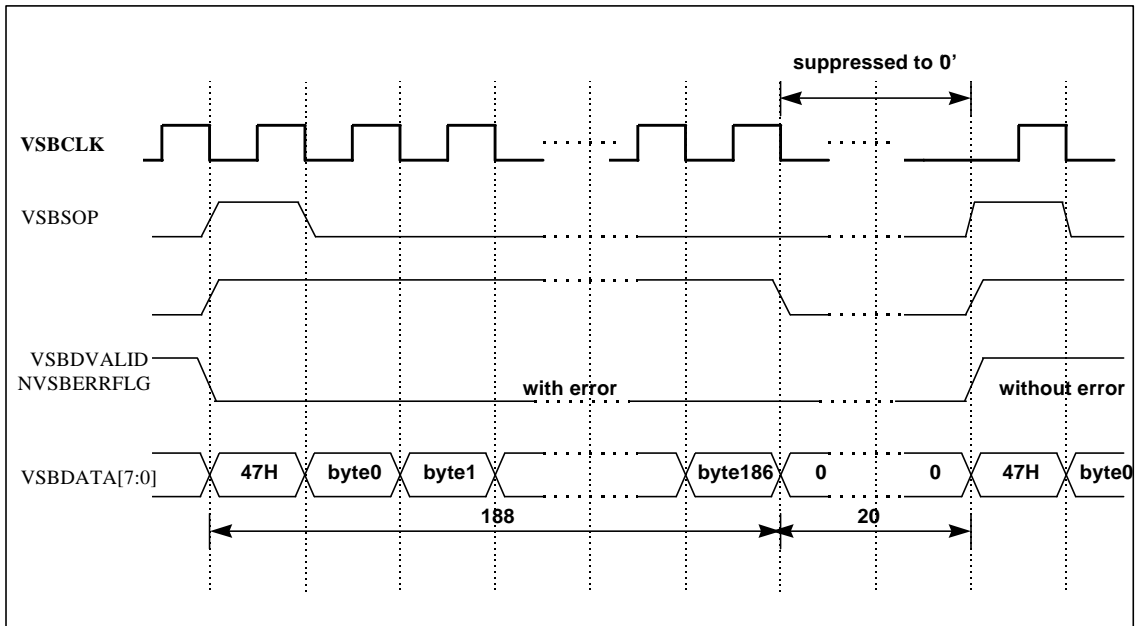 suppressed to 0'
VSBCLK
VSBSOP
VSBDVALID
NVSBERRFLG
with error
without error
VSBDATA[7:0]
47H
byte0
byte1
byte186
0
0
47H
byte0
188
20